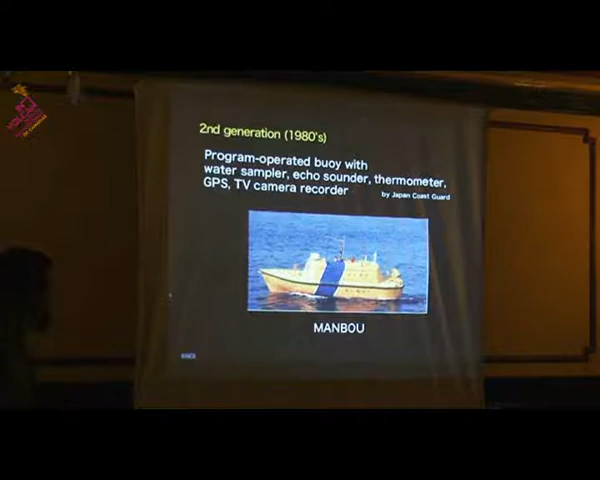 2nd generation (1980's)
Program-operated buoy with
water sampler, echo sounder, thermometer,
GPS, TV camera recorder
by Japan Coast Guard
MANBOU